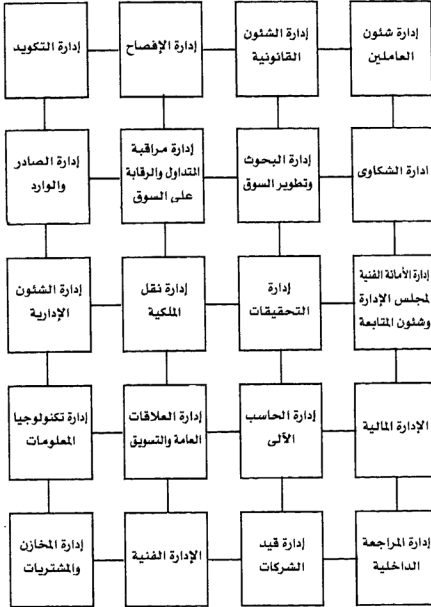 إدارة شئون
العاملين
إدارة الشئون
القانونية
إدارة الإفصاح
إدارة التكويد
ادارة الشكاوى
إدارة البحوث
وتطوير السوق
إدارة مراقبة
المتداول والرقابة
على السوق
إدارة الصادر
والوارد
إدارة الأمانة الفنية
لمجلس الإدارة
وشئون المتابعة
إدارة
التحقيقات
إدارة نقل
الملكية
إدارة الشئون
الإدارية
الإدارة المالية
إدارة الحاسب
الألى
إدارة العلاقات
العامة والتسويق
إدارة تكنولوجيا
المعلومات
إدارة المراجعة
الداخلية
إدارة قيد
الشركات
الإدارة الفنية
إدارة المخازن
والمشتريات